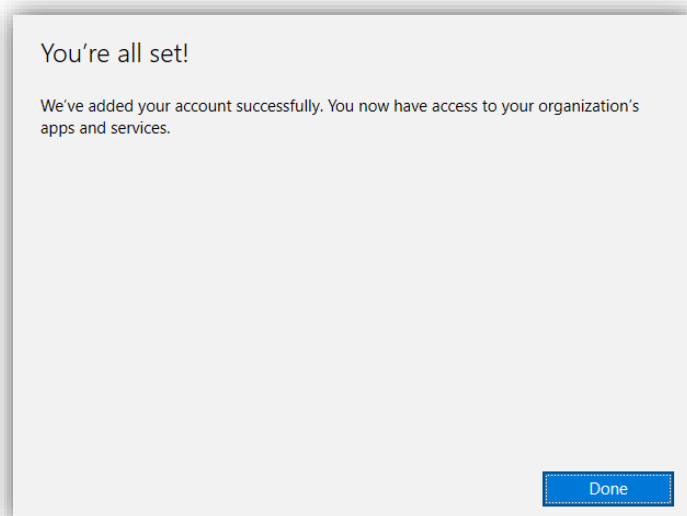 You’re all set!
We’ve added your account successfully. You now have access to your organization’s
apps and services.
Done